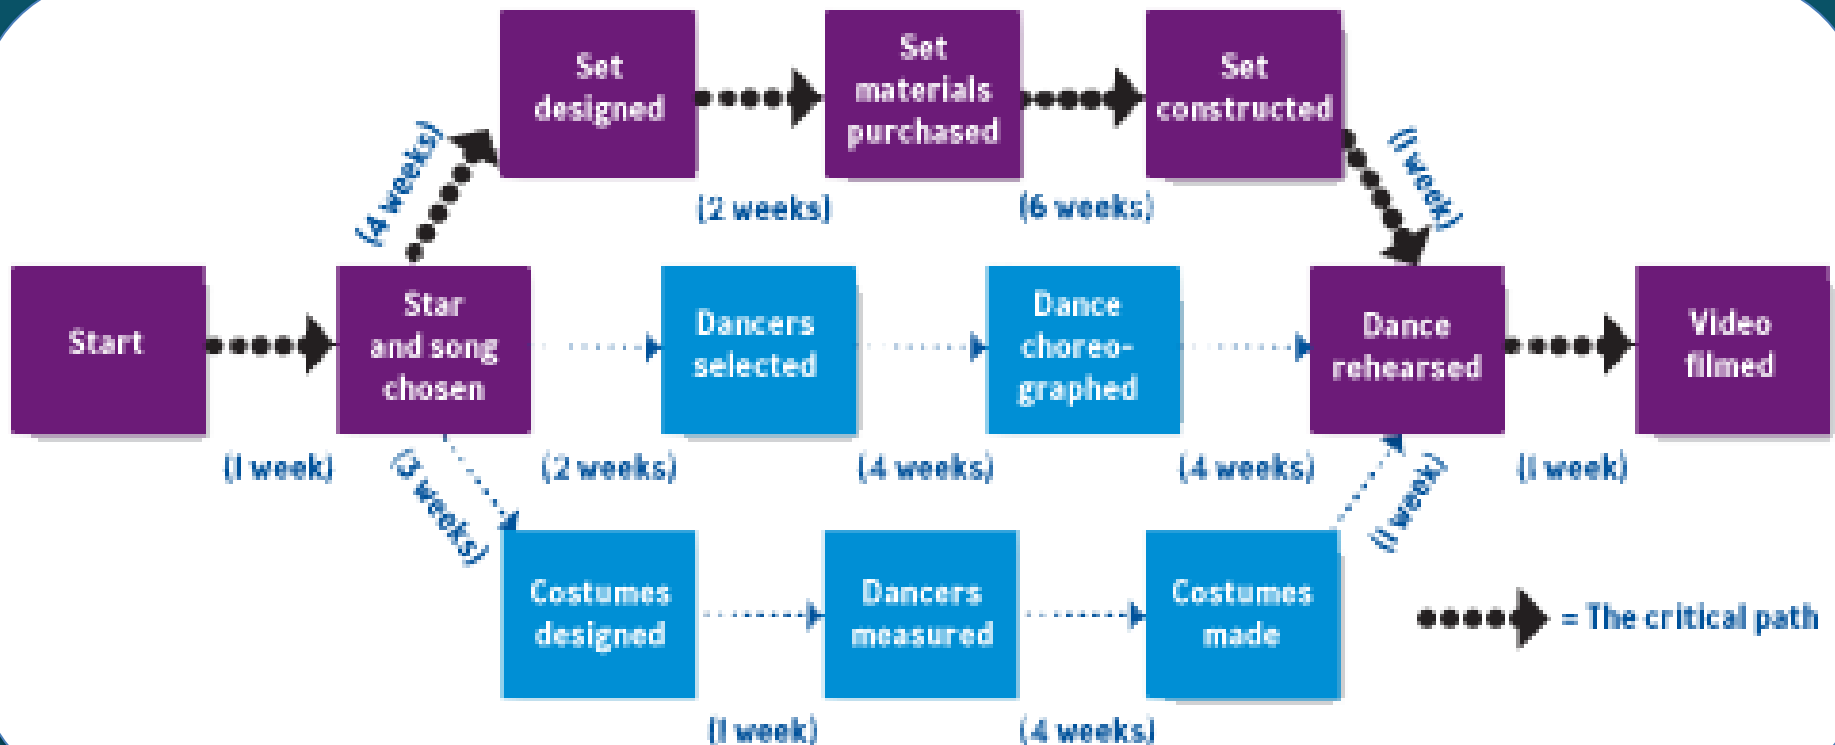 Set
designed
Set
materials
purchased
Set
constructed
(4 weeks)
(2 weeks)
(6 weeks)
(1 week)
Start
Star
and song
chosen
Dancers
selected
Dance
choreo-
graphed
Dance
rehearsed
Video
filmed
(1 week)
(3 weeks)
(2 weeks)
(4 weeks)
(4 weeks)
(1 week)
(1 week)
Costumes
designed
Dancers
measured
Costumes
made
= The critical path
(1 week)
(4 weeks)